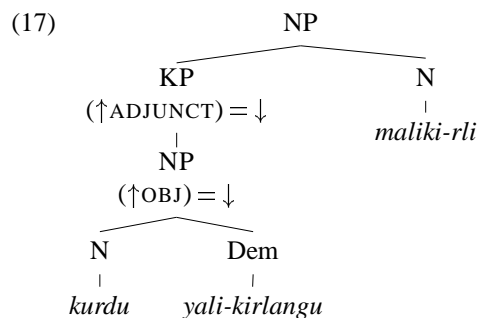 (17) NP
KP N
(↑ADJUNCT) = ↓ maliki-rli
NP
(↑OBJ) = ↓
N Dem
kurdu yali-kirlangu